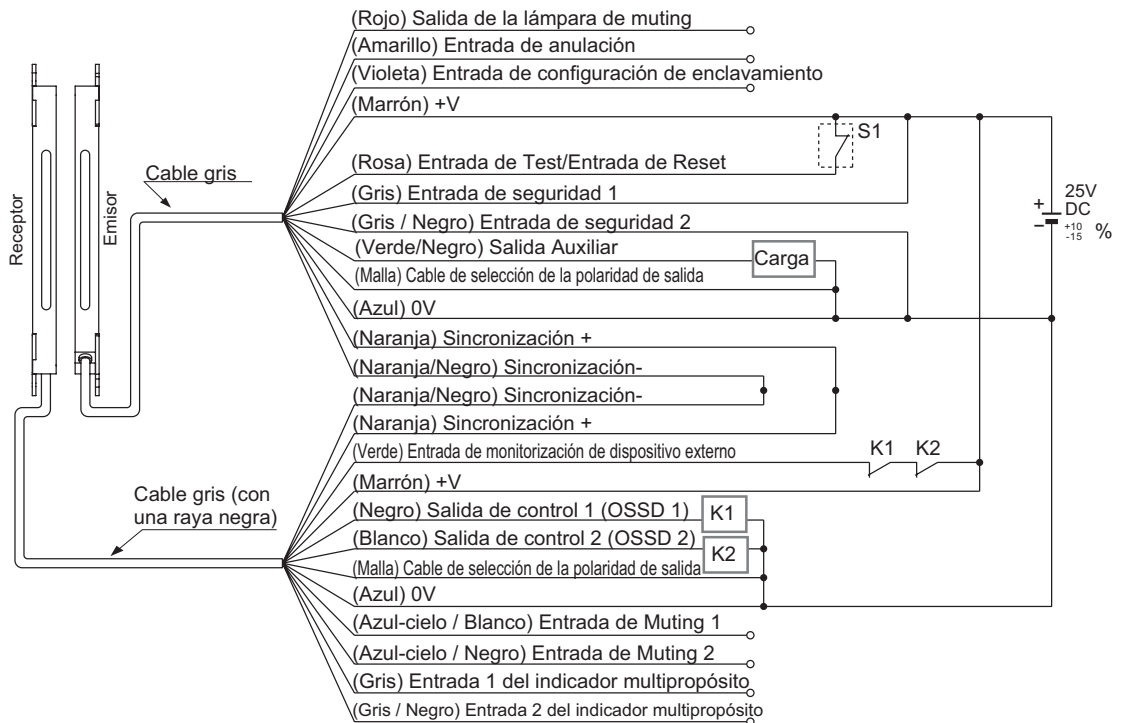 (Rojo) Salida de la lámpara de muting
(Amarillo) Entrada de anulación
(Violeta) Entrada de configuración de enclavamiento
(Marrón) +V
S1
(Rosa) Entrada de Test/Entrada de Reset
Cable gris
(Gris) Entrada de seguridad 1
(Gris / Negro) Entrada de seguridad 2
(Verde/Negro) Salida Auxiliar
Carga
(Malla) Cable de selección de la polaridad de salida
(Azul) 0V
+
−
25V
DC
+10
-15 %
Receptor
Emisor
(Naranja) Sincronización +
(Naranja/Negro) Sincronización-
(Naranja/Negro) Sincronización-
(Naranja) Sincronización +
(Verde) Entrada de monitorización de dispositivo externo
K1 K2
(Marrón) +V
Cable gris (con
una raya negra)
(Negro) Salida de control 1 (OSSD 1)
K1
(Blanco) Salida de control 2 (OSSD 2)
K2
(Malla) Cable de selección de la polaridad de salida
(Azul) 0V
(Azul-cielo / Blanco) Entrada de Muting 1
(Azul-cielo / Negro) Entrada de Muting 2
(Gris) Entrada 1 del indicador multipropósito
(Gris / Negro) Entrada 2 del indicador multipropósito